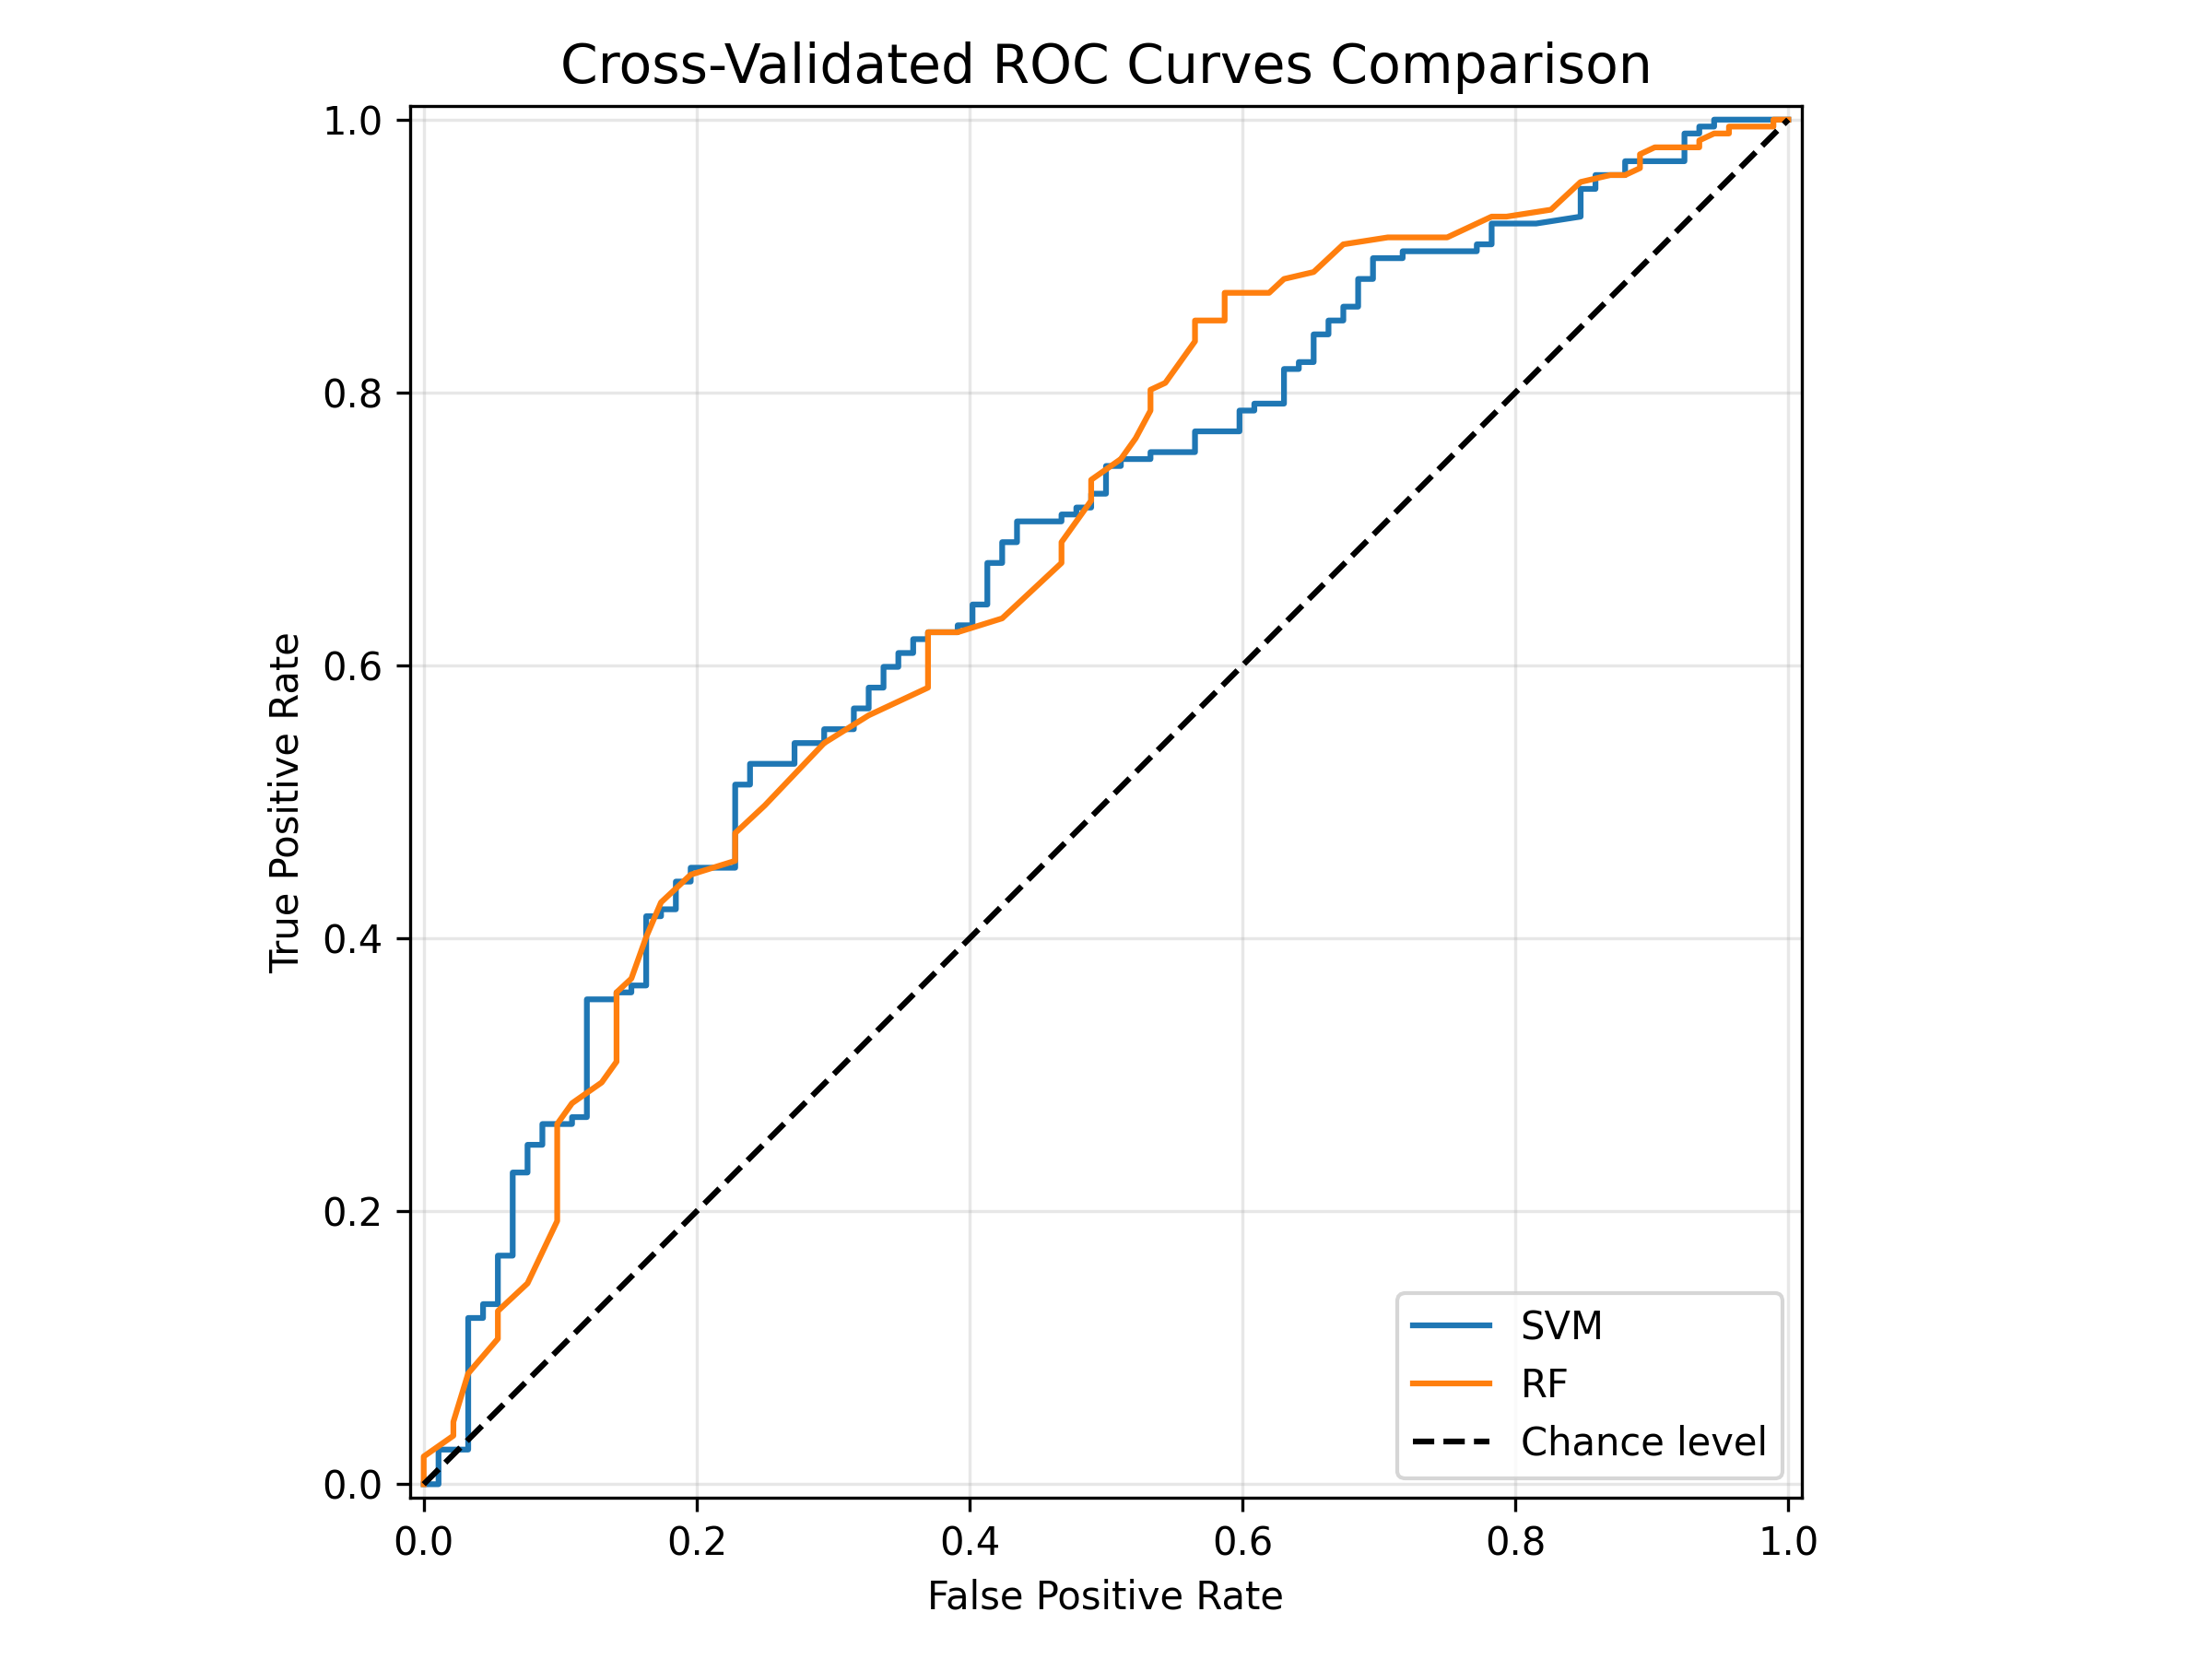 Cross-Validated ROC Curves Comparison
1.0
0.8
0.6
0.4
0.2
0.0
True Positive Rate
0.0 0.2 0.4 0.6 0.8 1.0
False Positive Rate
SVM
RF
Chance level